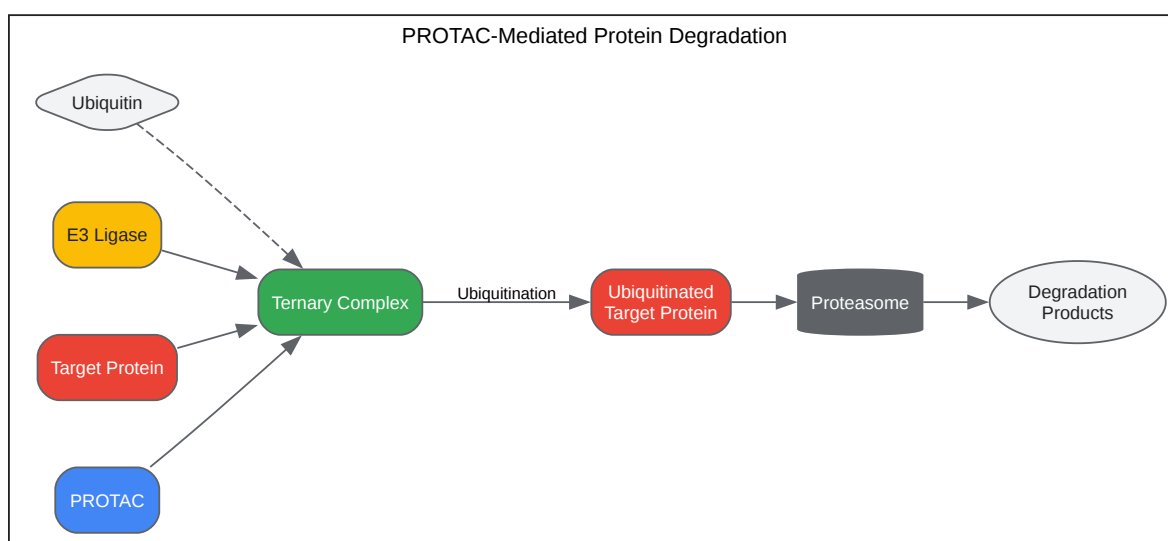 PROTAC-Mediated Protein Degradation
Ubiquitin
E3 Ligase
Target Protein
PROTAC
Ternary Complex
Ubiquitination
Ubiquitinated
Target Protein
Proteasome
Degradation
Products